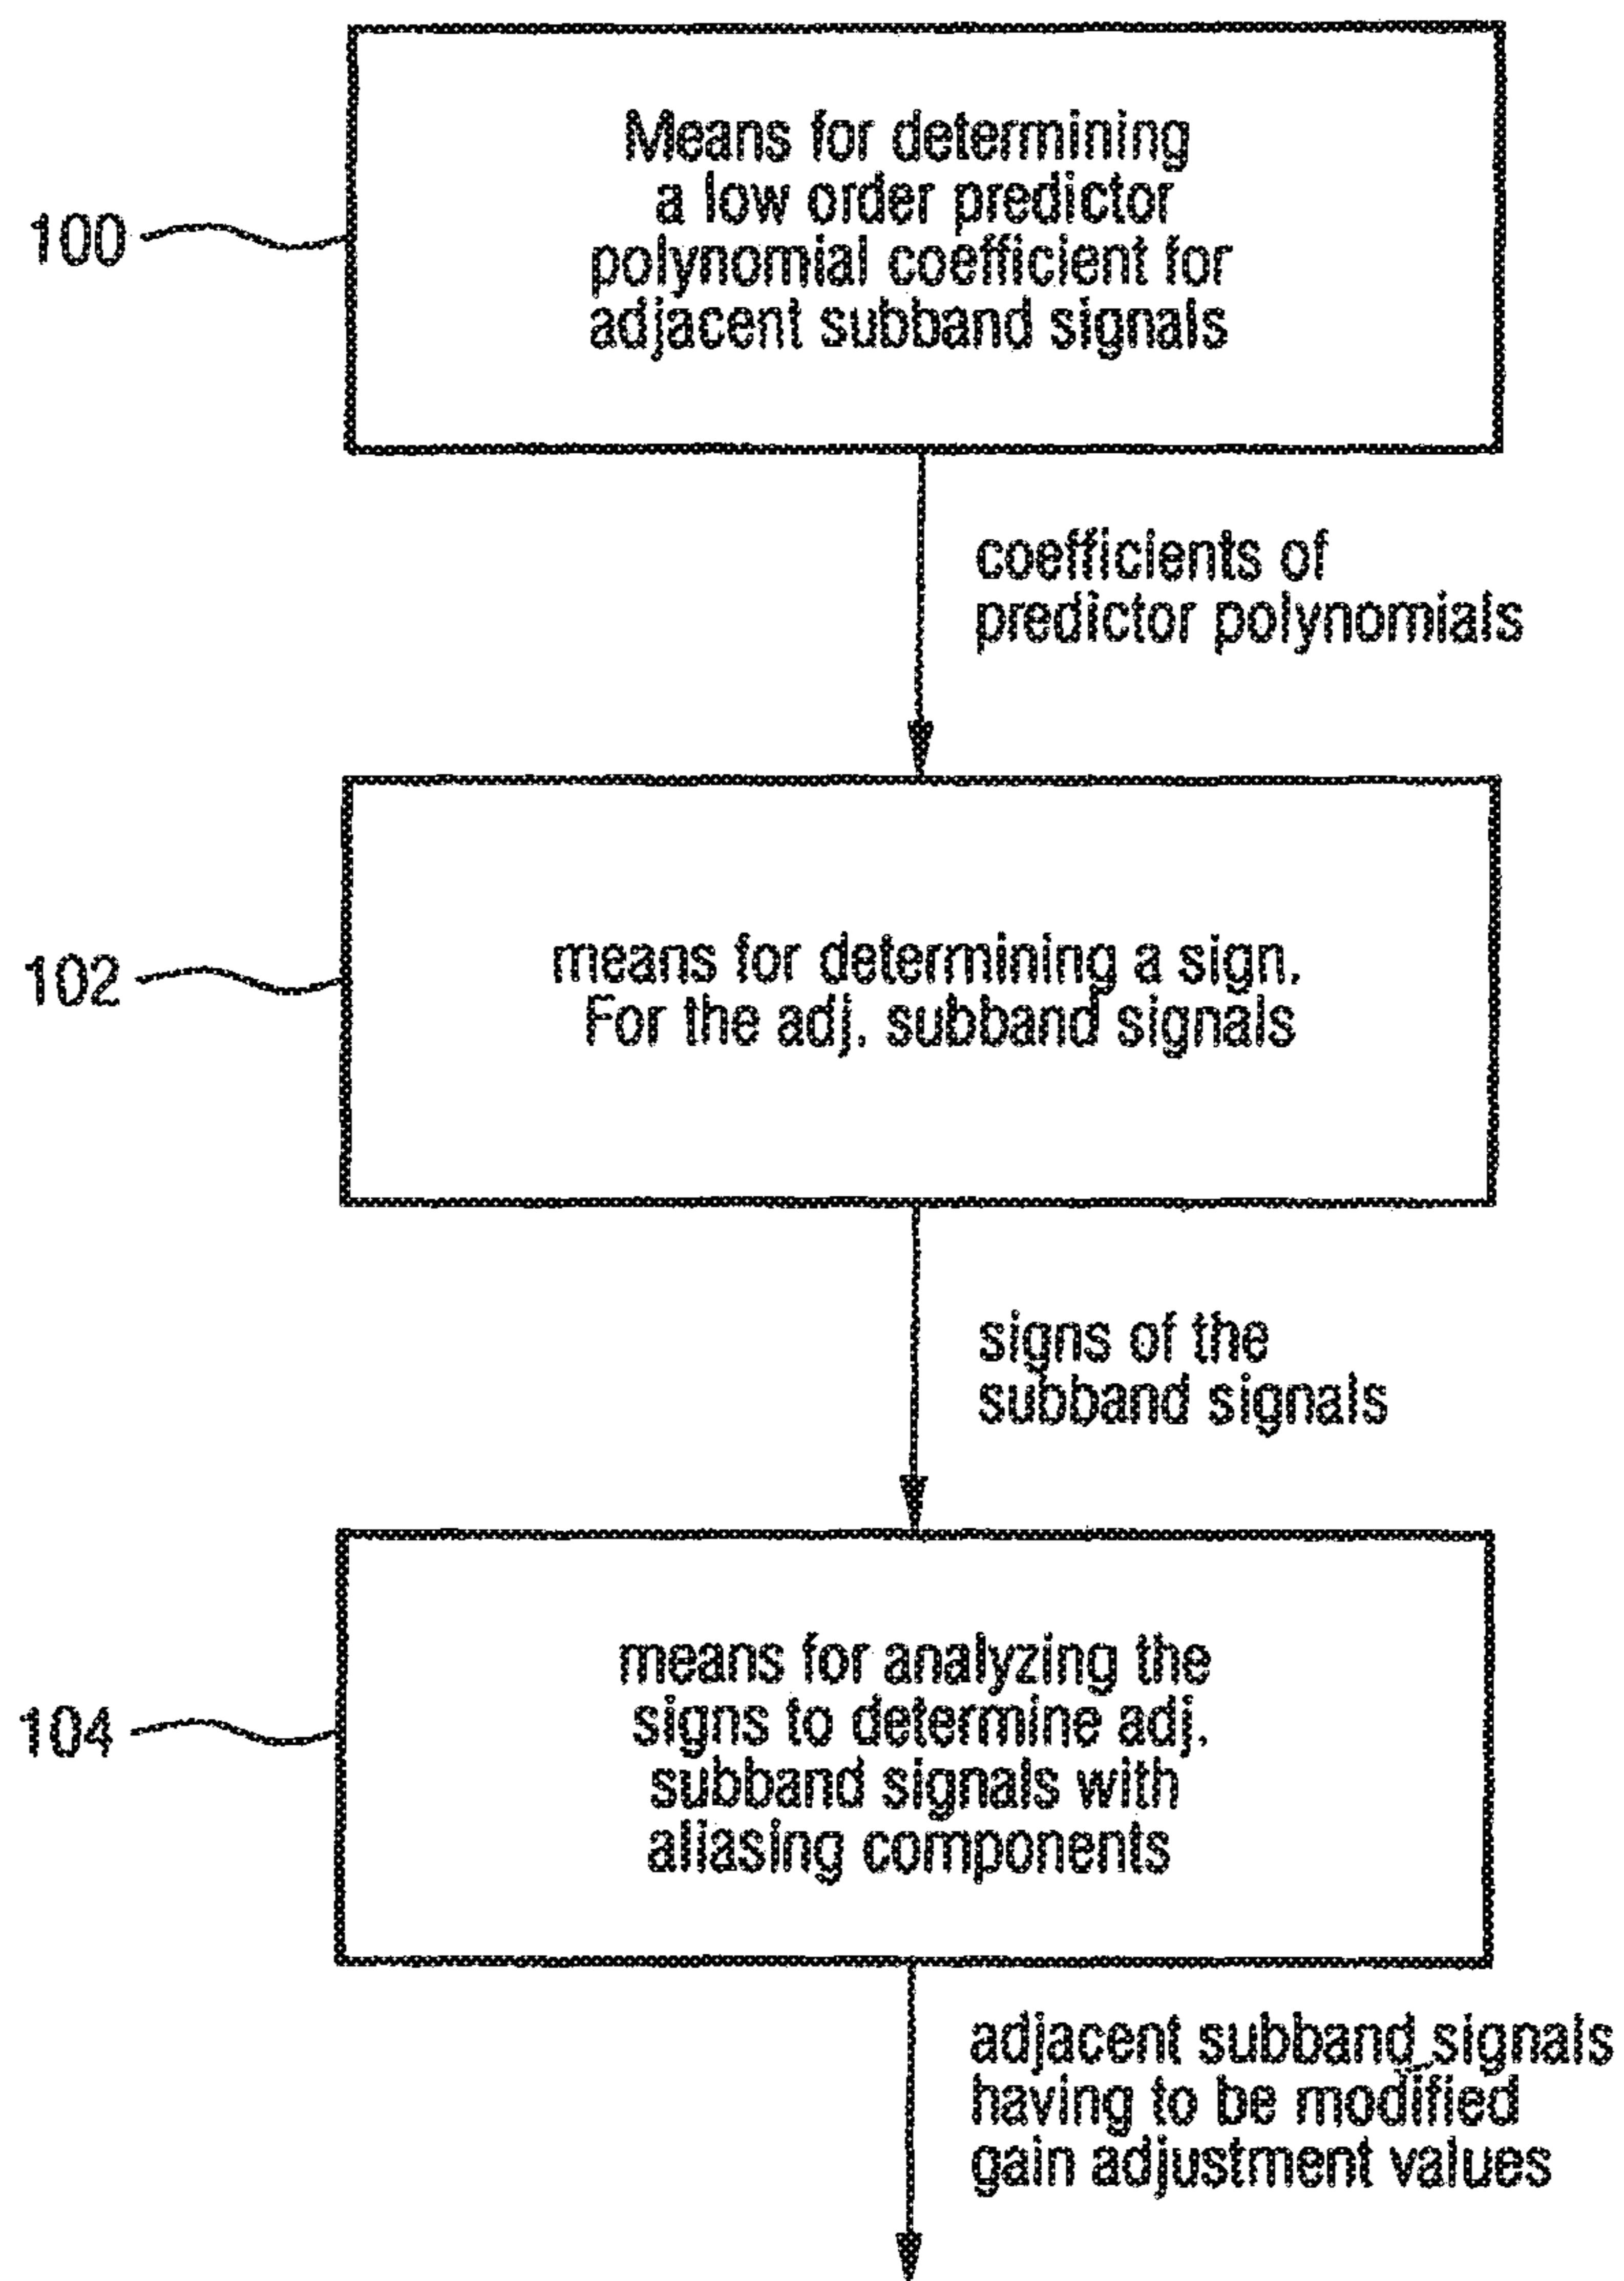 Means for determining
a low order predictor
polynomial coefficient for
adjacent subband signals
100
coefficients of
predictor polynomials
means for determining a sign.
For the adj. subband signals
102
signs of the
subband signals
means for analyzing the
signs to determine adj.
subband signals with
aliasing components
104
adjacent subband signals
having to be modified
gain adjustment values